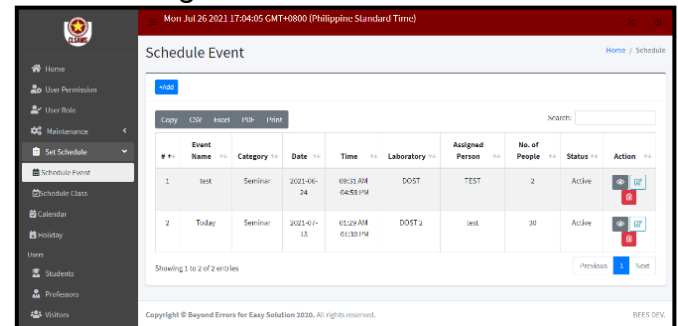 Mon Jul 26 2021 17:04:05 GMT+0800 (Philippine Standard Time)
Schedule Event
Home / Schedule
Home
User Permission
User Role
Maintenance
Set Schedule
Schedule Event
Schedule Class
Calendar
Holiday
Users
Students
Professors
Visitors
+Add
Copy CSV Excel PDF Print
Search:
# Event Name Category Date Time Laboratory Assigned Person No. of People Status Action
1 test Seminar 2021-06-24 09:31 AM 04:53 PM DOST TEST 2 Active
2 Today Seminar 2021-07-13 01:29 AM 01:30 PM DOST 2 test 30 Active
Showing 1 to 2 of 2 entries
Previous 1 Next
Copyright © Beyond Errors for Easy Solution 2020. All rights reserved.
BEES DEV.